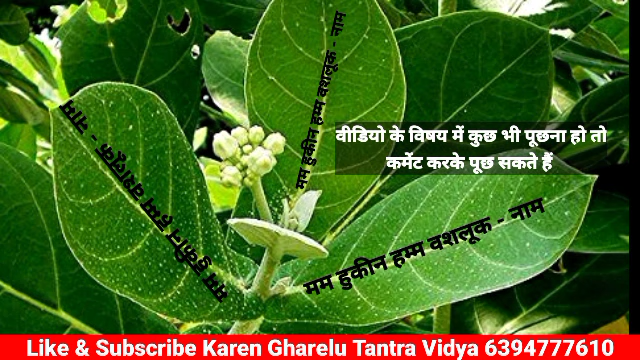 मम हुकीन हम्म वशलूक - नाम
मम हुकीन हम्म वशलूक - नाम
वीडियो के विषय में कुछ भी पूछना हो तो
कमेंट करके पूछ सकते हैं
मम हुकीन हम्म वशलूक - नाम
Like & Subscribe Karen Gharelu Tantra Vidya 6394777610